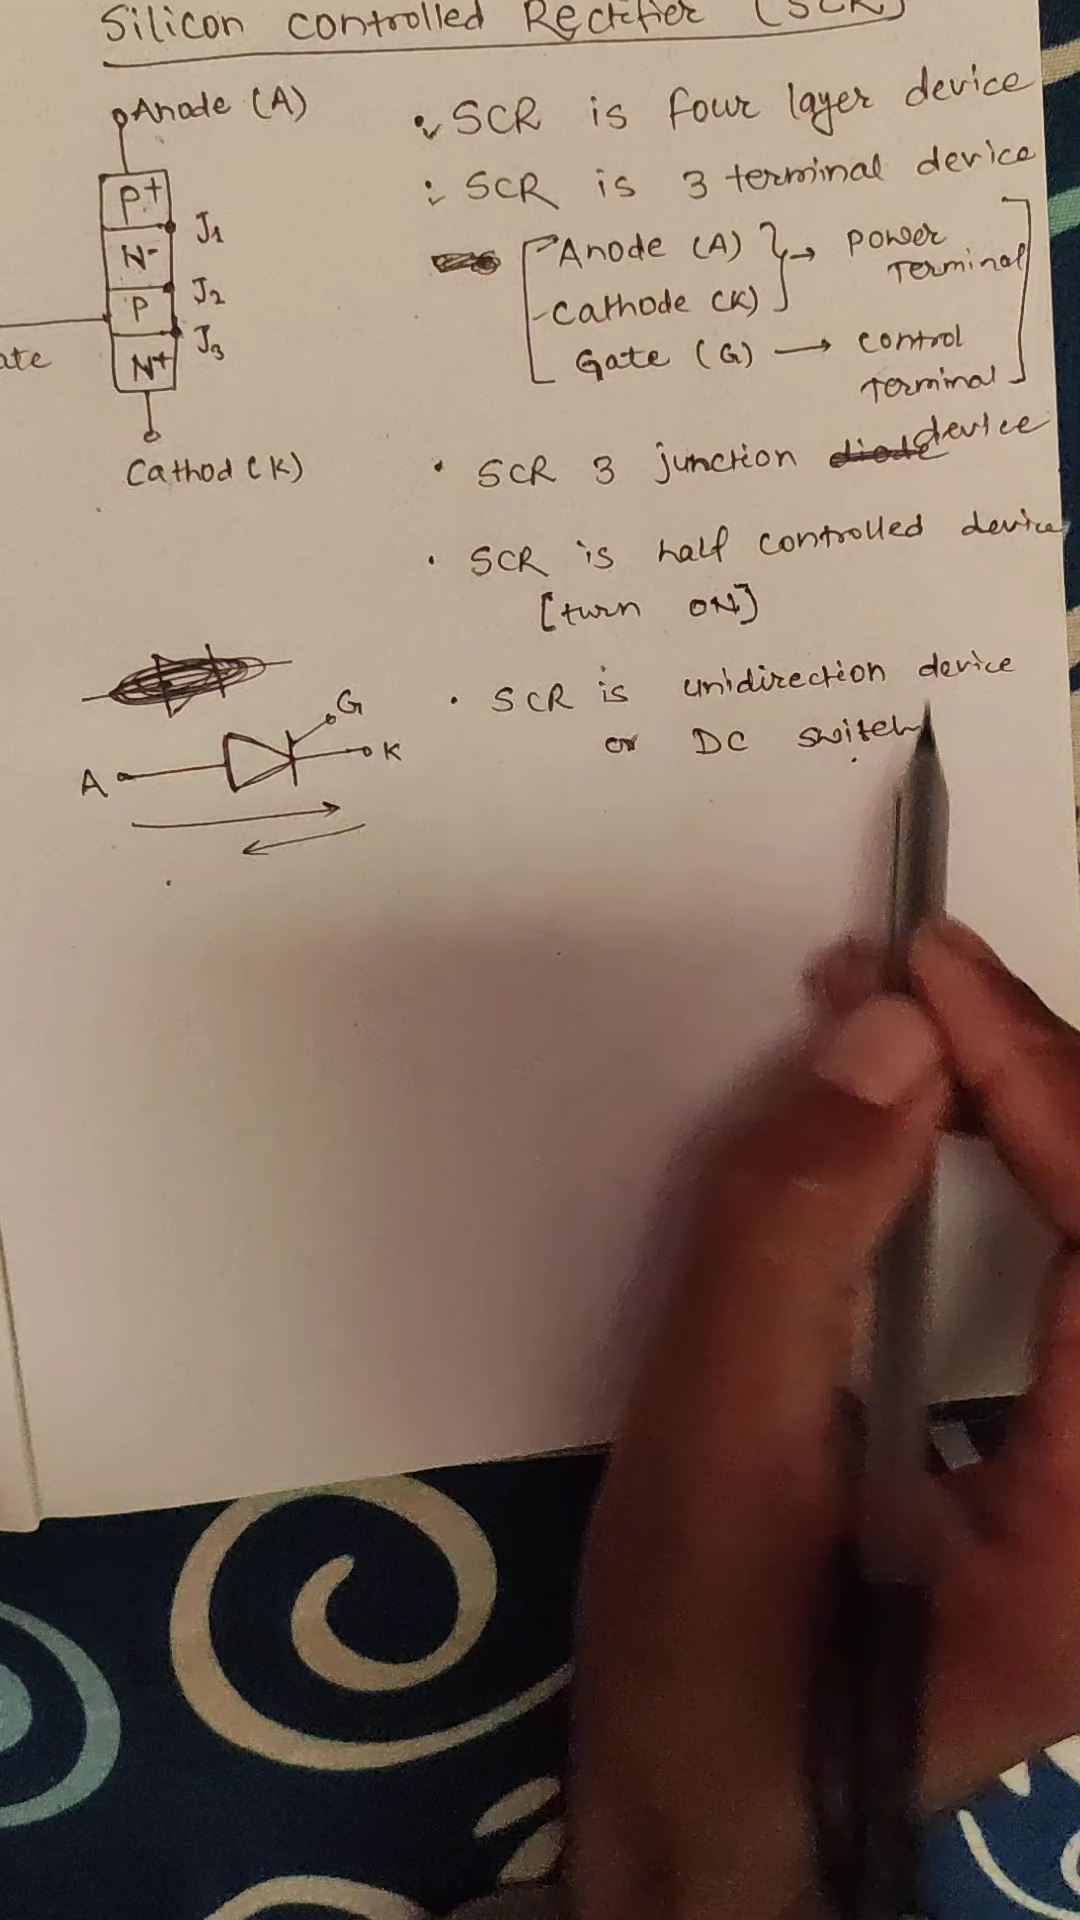 Silicon controlled Rectifier (SCR)
Anode (A)
P+
J1
N-
J2
P
J3
ate
N+
Cathod (K)
SCR is four layer device
SCR is 3 terminal device
Anode (A) → power terminal
Cathode (K)
Gate (G) → control terminal
• SCR 3 junction device
• SCR is half controlled device
[turn ON]
• SCR is unidirection device
or DC switch
G
A
K